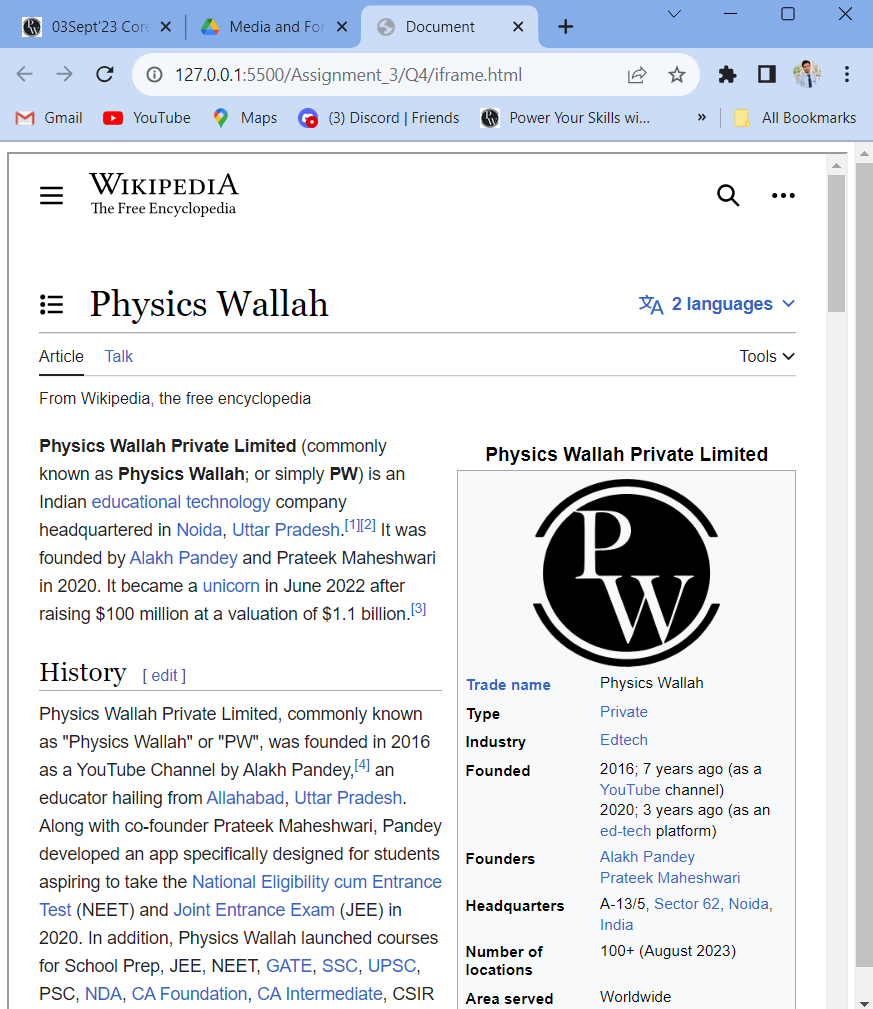 03Sept'23 Core
Media and For
Document
127.0.0.1:5500/Assignment_3/Q4/iframe.html
Gmail
YouTube
Maps
(3) Discord | Friends
Power Your Skills wi...
»
All Bookmarks
WIKIPEDIA
The Free Encyclopedia
Physics Wallah
文A 2 languages
Article Talk
Tools
From Wikipedia, the free encyclopedia
Physics Wallah Private Limited (commonly
known as Physics Wallah; or simply PW) is an
Indian educational technology company
headquartered in Noida, Uttar Pradesh.[1][2] It was
founded by Alakh Pandey and Prateek Maheshwari
in 2020. It became a unicorn in June 2022 after
raising $100 million at a valuation of $1.1 billion.[3]
History [ edit ]
Physics Wallah Private Limited, commonly known
as "Physics Wallah" or "PW", was founded in 2016
as a YouTube Channel by Alakh Pandey,[4] an
educator hailing from Allahabad, Uttar Pradesh.
Along with co-founder Prateek Maheshwari, Pandey
developed an app specifically designed for students
aspiring to take the National Eligibility cum Entrance
Test (NEET) and Joint Entrance Exam (JEE) in
2020. In addition, Physics Wallah launched courses
for School Prep, JEE, NEET, GATE, SSC, UPSC,
PSC, NDA, CA Foundation, CA Intermediate, CSIR
Physics Wallah Private Limited
PW
Trade name Physics Wallah
Type Private
Industry Edtech
Founded 2016; 7 years ago (as a
YouTube channel)
2020; 3 years ago (as an
ed-tech platform)
Founders Alakh Pandey
Prateek Maheshwari
Headquarters A-13/5, Sector 62, Noida,
India
Number of 100+ (August 2023)
locations
Area served Worldwide